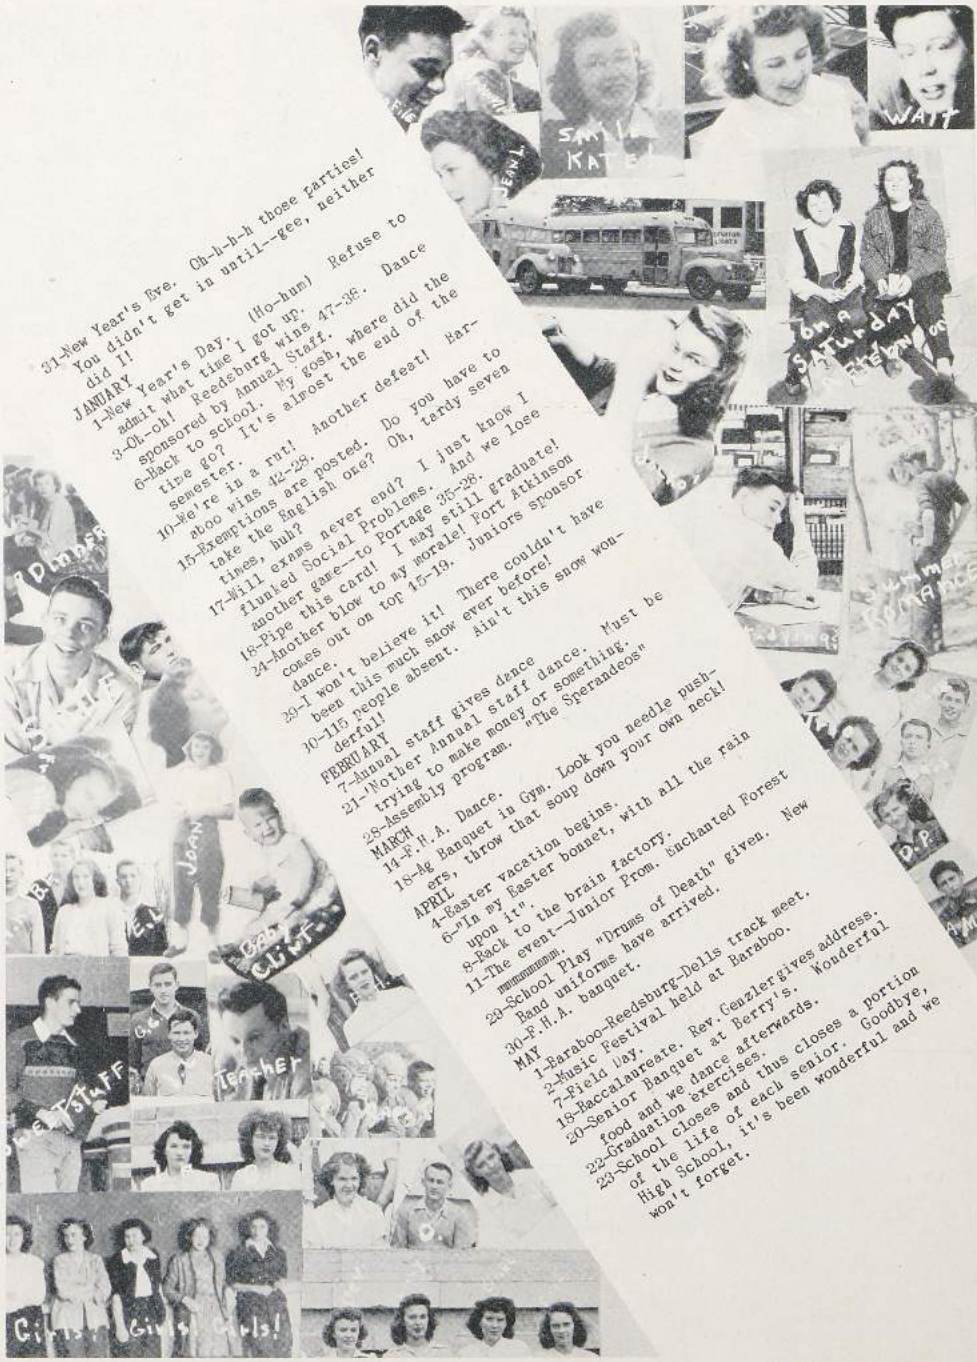 31-New Year's Eve. Oh-h-h-h those parties!
You didn't get in until--gee, neither
did I!
JANUARY
1-New Year's Day. (Ho-hum) Refuse to
admit what time I got up.
3-Oh-oh! Reedsburg wins 47-38. Dance
sponsored by Annual Staff.
6-Back to school. My gosh, where did the
time go? It's almost the end of the
semester.
10-We're in a rut! Another defeat! Bar-
aboo wins 42-28.
15-Exemptions are posted. Do you have to
take the English one? Oh, tardy seven
times, huh?
17-Will exams never end? I just know I
flunked Social Problems. And we lose
another game--to Portage 35-28.
18-Pipe this card! I may still graduate!
24-Another blow to my morale! Fort Atkinson
comes out on top 45-19. Juniors sponsor
dance.
29-I won't believe it! There couldn't have
been this much snow ever before!
30-115 people absent. Ain't this snow won-
derful!
FEBRUARY
7-Annual staff gives dance
21-'Nother Annual staff dance. Must be
trying to make money or something.
28-Assembly program. "The Sperandeos"
MARCH
14-F.H.A. Dance.
18-Ag Banquet in Gym. Look you needle push-
ers, throw that soup down your own neck!
APRIL
4-Easter vacation begins.
6-"In my Easter bonnet, with all the rain
upon it".
8-Back to the brain factory.
11-The event--Junior Prom. Enchanted Forest
mmmmmmmm.
29-School Play "Drums of Death" given. New
Band uniforms have arrived.
30-F.H.A. banquet.
MAY
1-Baraboo-Reedsburg-Dells track meet.
2-Music Festival held at Baraboo.
7-Field Day.
18-Baccalaureate. Rev. Genzler gives address.
20-Senior Banquet at Berry's. Wonderful
food and we dance afterwards.
22-Graduation exercises.
23-School closes and thus closes a portion
of the life of each senior. Goodbye,
High School, it's been wonderful and we
won't forget.
SMILE
KATE!
WAIT
JEAN L
ON A
SATURDAY
SUMMER
ROMANCE
DINNER
JOAN
BABY
CLINT
E.L.
O.P.
G.G.
TEACHER
SWEETSTUFF
O.
Girls! Girls! Girls!